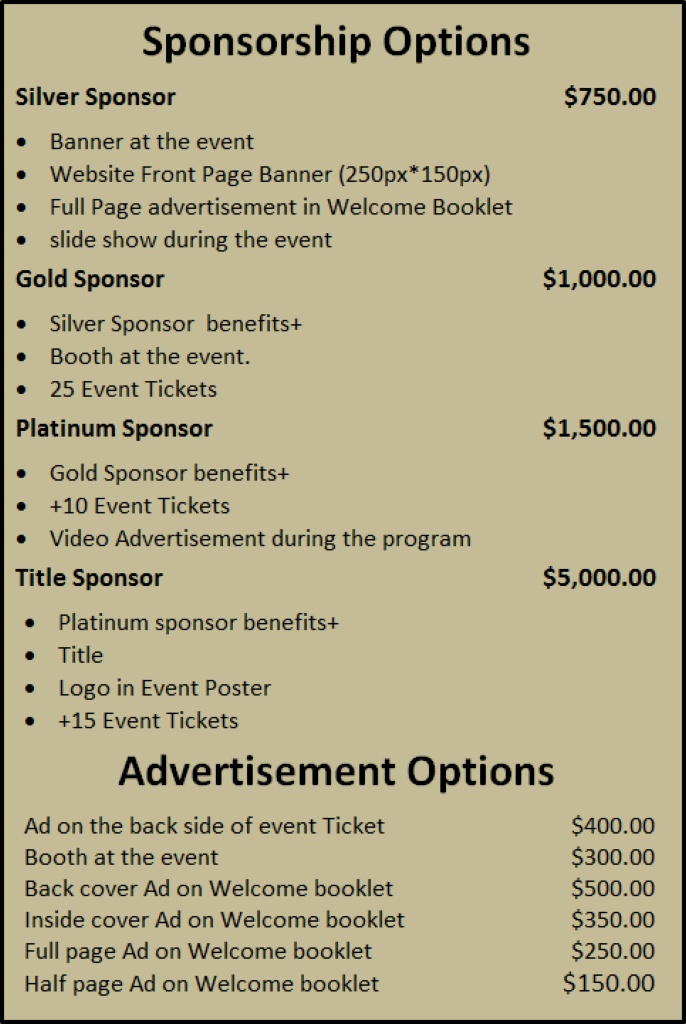 Sponsorship Options
Silver Sponsor $750.00
• Banner at the event
• Website Front Page Banner (250px*150px)
• Full Page advertisement in Welcome Booklet
• slide show during the event
Gold Sponsor $1,000.00
• Silver Sponsor  benefits+
• Booth at the event.
• 25 Event Tickets
Platinum Sponsor $1,500.00
• Gold Sponsor benefits+
• +10 Event Tickets
• Video Advertisement during the program
Title Sponsor $5,000.00
• Platinum sponsor benefits+
• Title
• Logo in Event Poster
• +15 Event Tickets
Advertisement Options
Ad on the back side of event Ticket $400.00
Booth at the event $300.00
Back cover Ad on Welcome booklet $500.00
Inside cover Ad on Welcome booklet $350.00
Full page Ad on Welcome booklet $250.00
Half page Ad on Welcome booklet $150.00